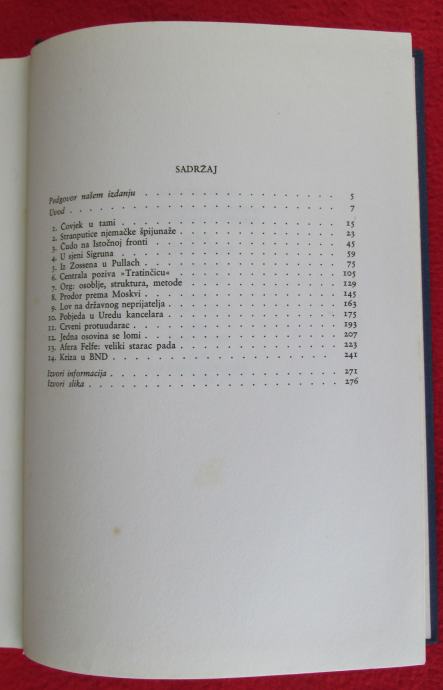 SADRŽAJ
Predgovor našem izdanju . . . . . . . . . . . . . . 5
Uvod . . . . . . . . . . . . . . . . . . . 7
1. Čovjek u tami . . . . . . . . . . . . . . . 15
2. Stranputice njemačke špijunaže . . . . . . . . . . . 23
3. Čudo na Istočnoj fronti . . . . . . . . . . . . . 45
4. U sjeni Sigruna . . . . . . . . . . . . . . . 59
5. Iz Zossena u Pullach . . . . . . . . . . . . . . 75
6. Centrala poziva »Tratinčicu« . . . . . . . . . . . . 105
7. Org: osoblje, struktura, metode . . . . . . . . . . . 129
8. Prodor prema Moskvi . . . . . . . . . . . . . 145
9. Lov na državnog neprijatelja . . . . . . . . . . . . 163
10. Pobjeda u Uredu kancelara . . . . . . . . . . . . 175
11. Crveni protuudarac . . . . . . . . . . . . . . 193
12. Jedna osovina se lomi . . . . . . . . . . . . . 207
13. Afera Felfe: veliki starac pada . . . . . . . . . . . 223
14. Kriza u BND . . . . . . . . . . . . . . . . 241
Izvori informacija . . . . . . . . . . . . . . . . 271
Izvori slika . . . . . . . . . . . . . . . . . . 276